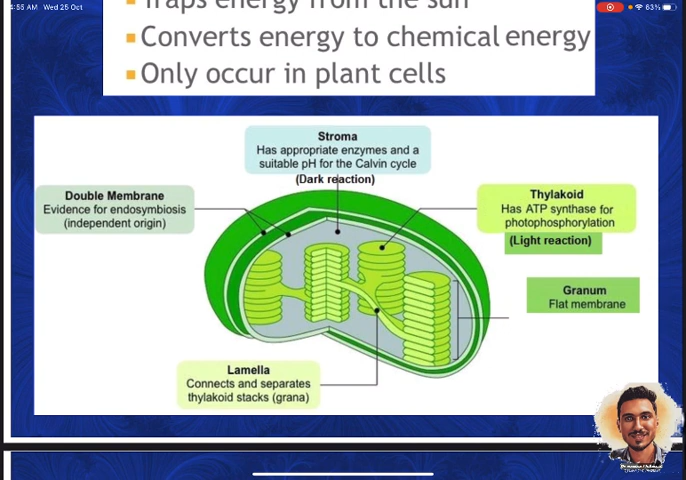 4:55 AM Wed 25 Oct
63%
Traps energy from the sun
Converts energy to chemical energy
Only occur in plant cells
Stroma
Has appropriate enzymes and a
suitable pH for the Calvin cycle
(Dark reaction)
Double Membrane
Evidence for endosymbiosis
(independent origin)
Thylakoid
Has ATP synthase for
photophosphorylation
(Light reaction)
Granum
Flat membrane
Lamella
Connects and separates
thylakoid stacks (grana)